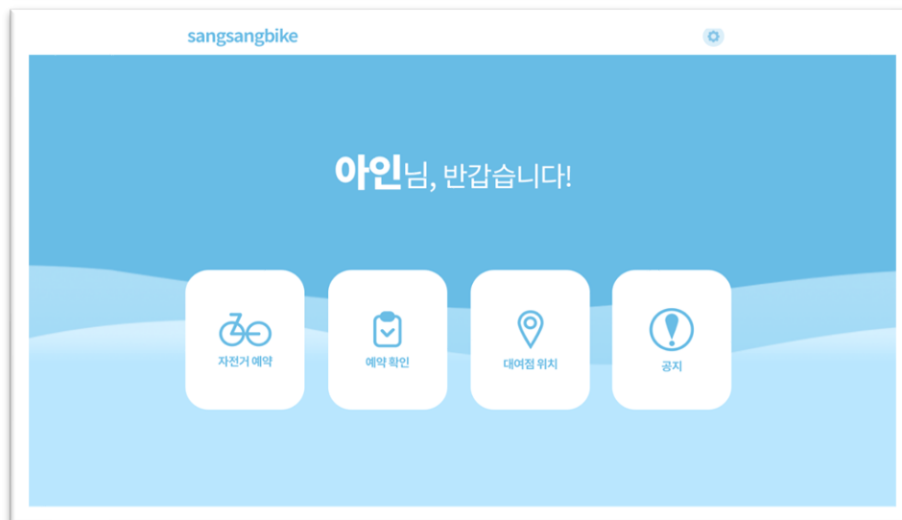 sangsangbike
아인님, 반갑습니다!
자전거 예약
예약 확인
대여점 위치
공지